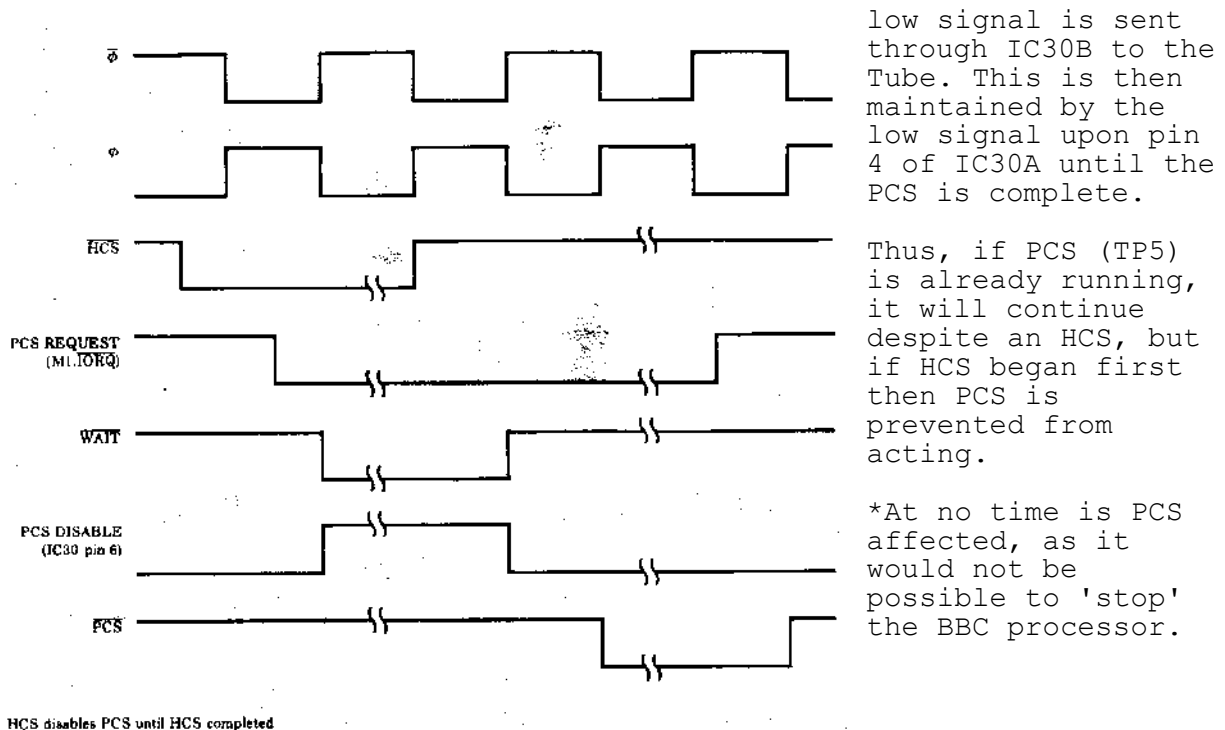 φ̅
φ
H̅C̅S̅
PCS REQUEST
(M1.I̅O̅R̅Q̅)
W̅A̅I̅T̅
PCS DISABLE
(IC30 pin 6)
P̅C̅S̅
HCS disables PCS until HCS completed
low signal is sent
through IC30B to the
Tube. This is then
maintained by the
low signal upon pin
4 of IC30A until the
PCS is complete.
Thus, if PCS (TP5)
is already running,
it will continue
despite an HCS, but
if HCS began first
then PCS is
prevented from
acting.
*At no time is PCS
affected, as it
would not be
possible to 'stop'
the BBC processor.